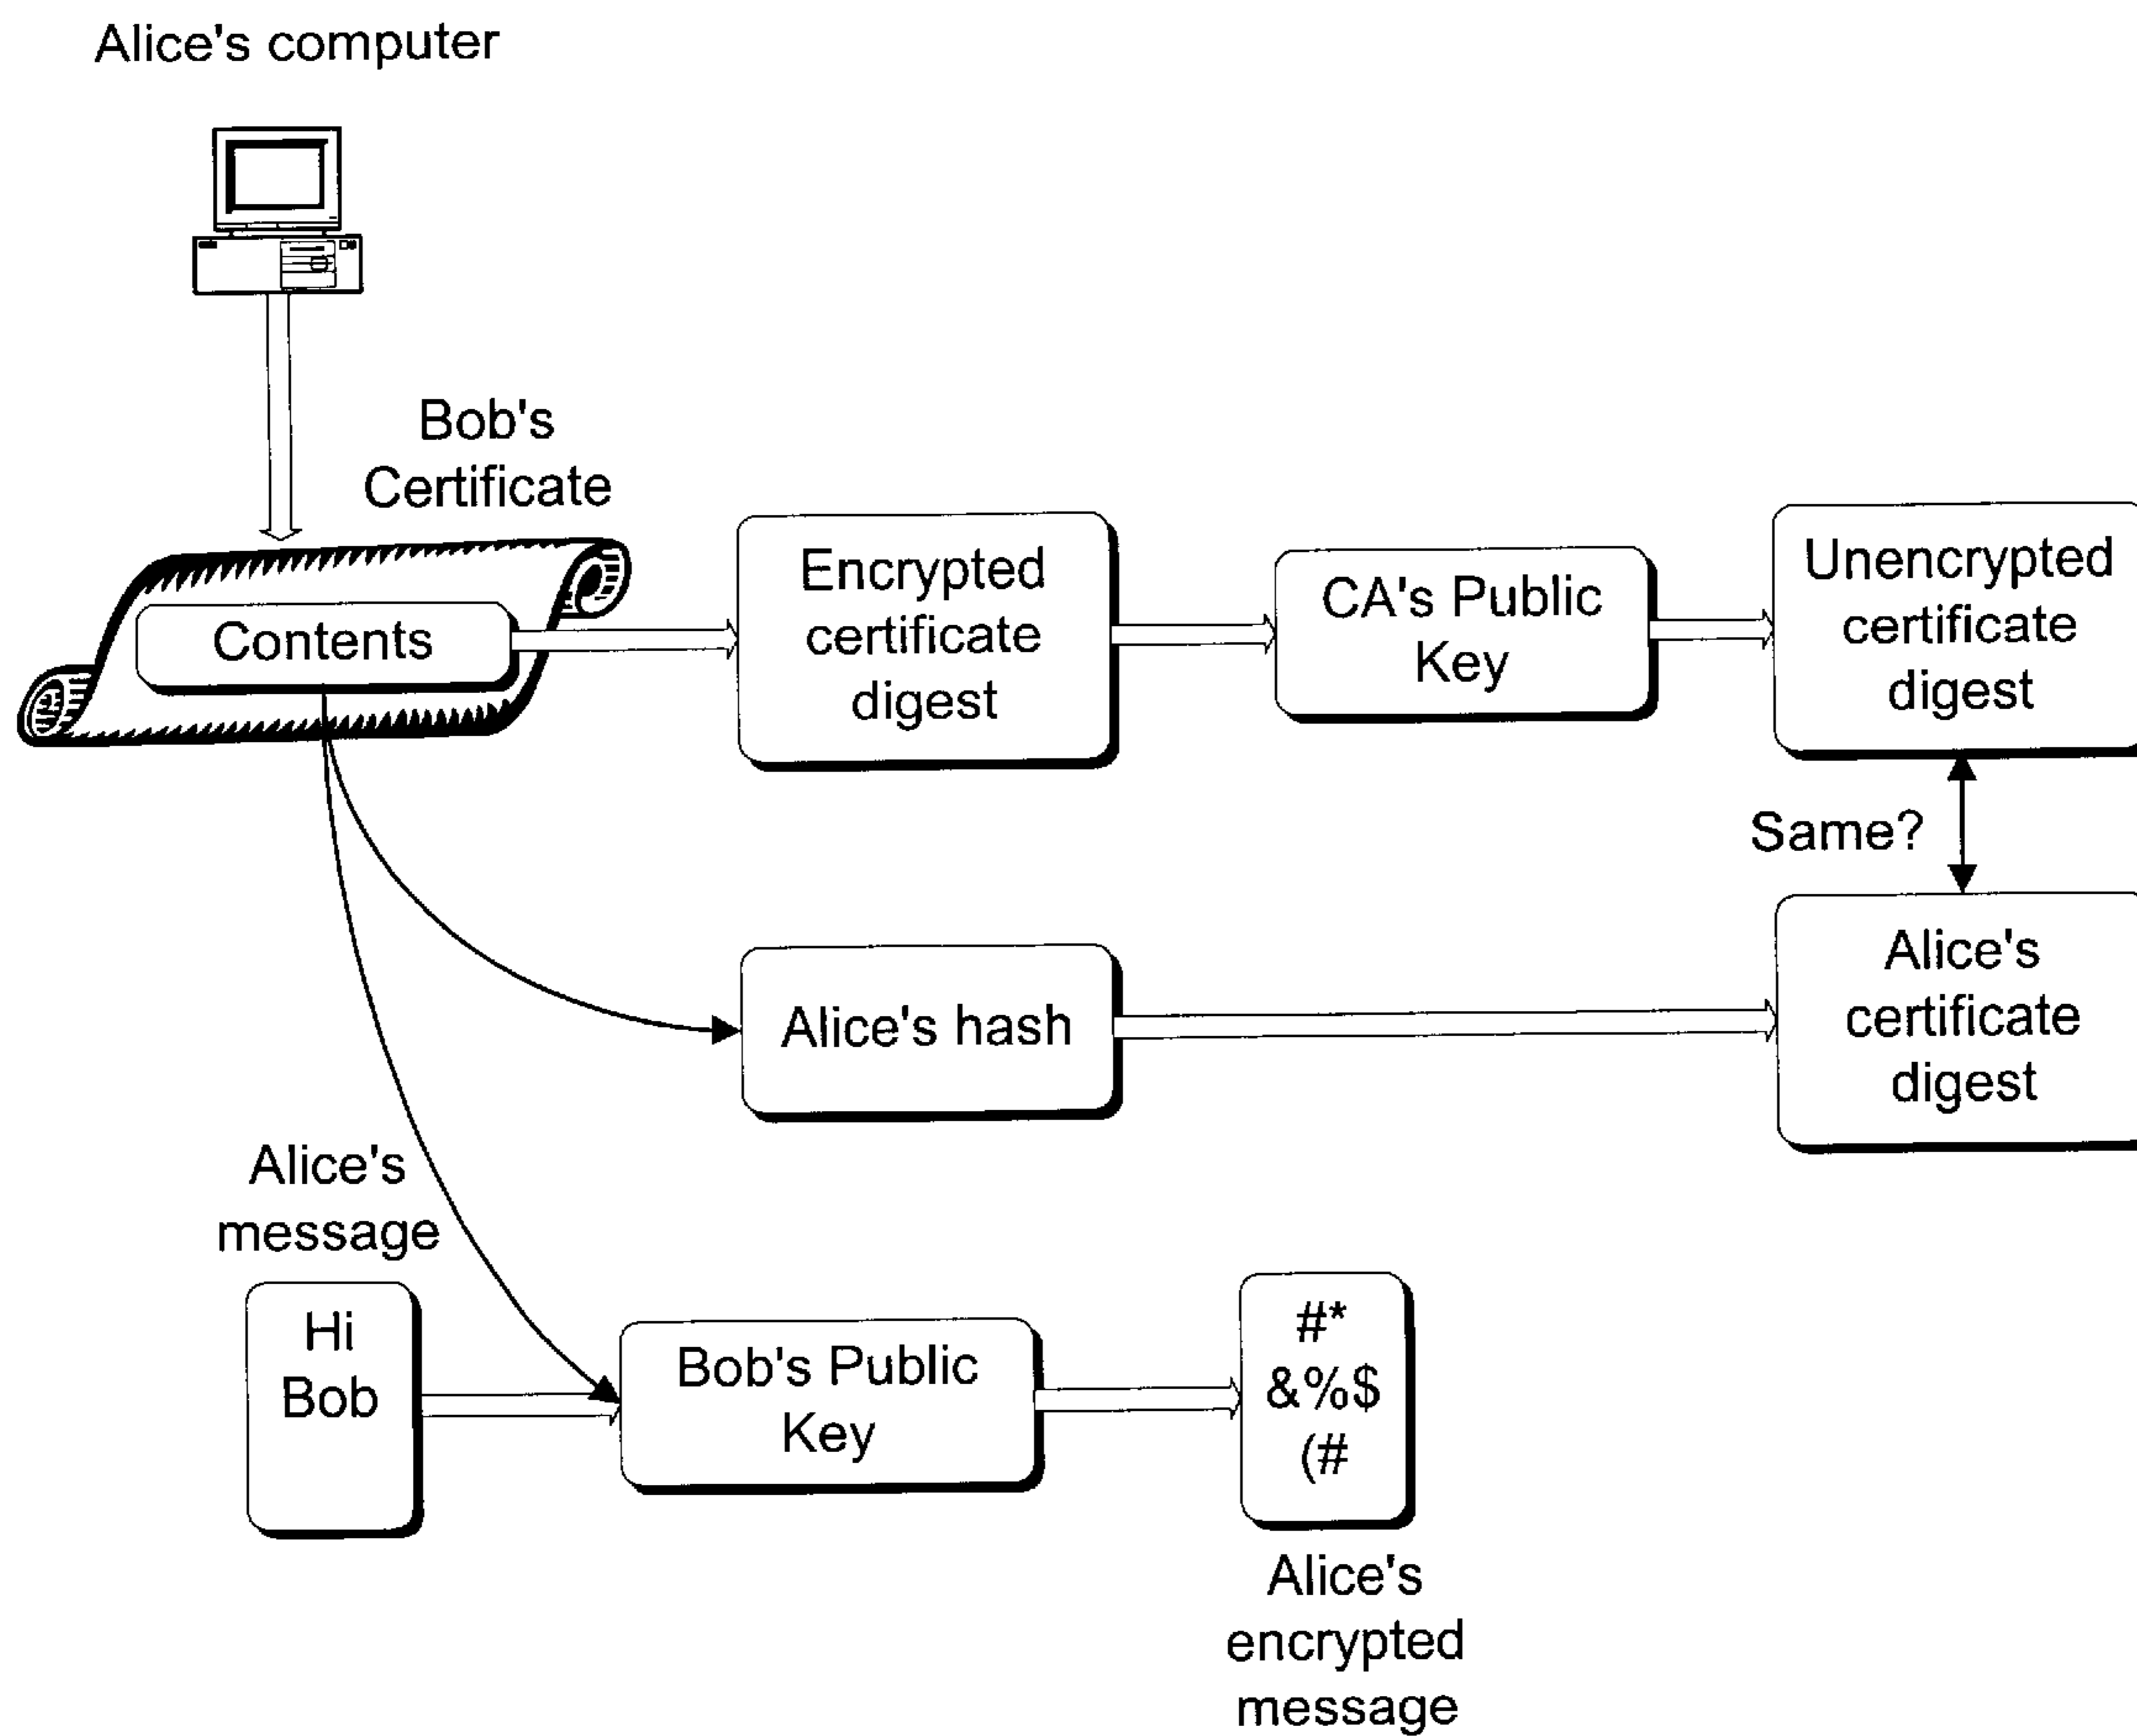 Alice's computer
Bob's
Certificate
Contents
Encrypted
certificate
digest
CA's Public
Key
Unencrypted
certificate
digest
Same?
Alice's hash
Alice's
certificate
digest
Alice's
message
Hi
Bob
Bob's Public
Key
#*
&%$
(#
Alice's
encrypted
message